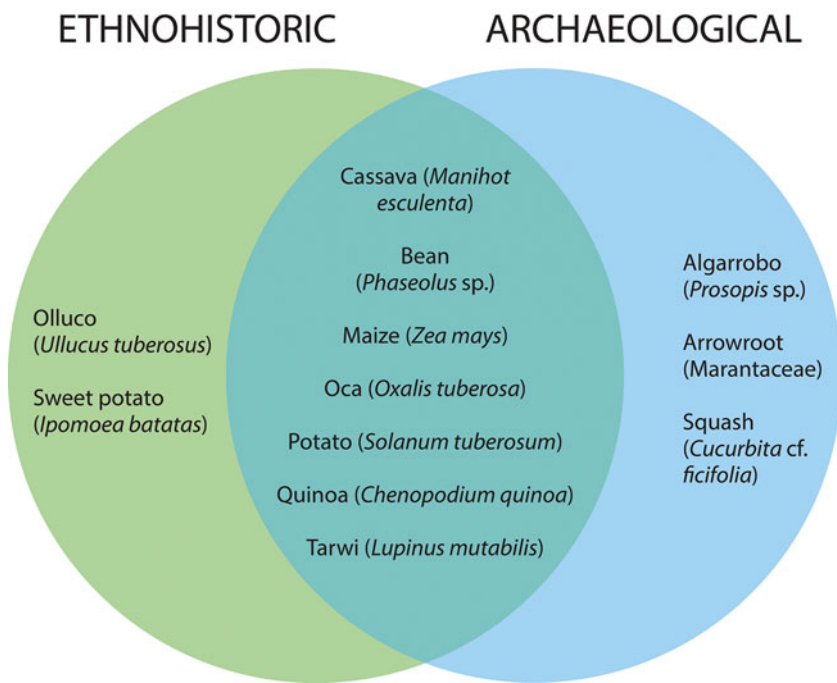 ETHNOHISTORIC
ARCHAEOLOGICAL
Olluco
(Ullucus tuberosus)
Sweet potato
(Ipomoea batatas)
Cassava (Manihot
esculenta)
Bean
(Phaseolus sp.)
Maize (Zea mays)
Oca (Oxalis tuberosa)
Potato (Solanum tuberosum)
Quinoa (Chenopodium quinoa)
Tarwi (Lupinus mutabilis)
Algarrobo
(Prosopis sp.)
Arrowroot
(Marantaceae)
Squash
(Cucurbita cf.
ficifolia)